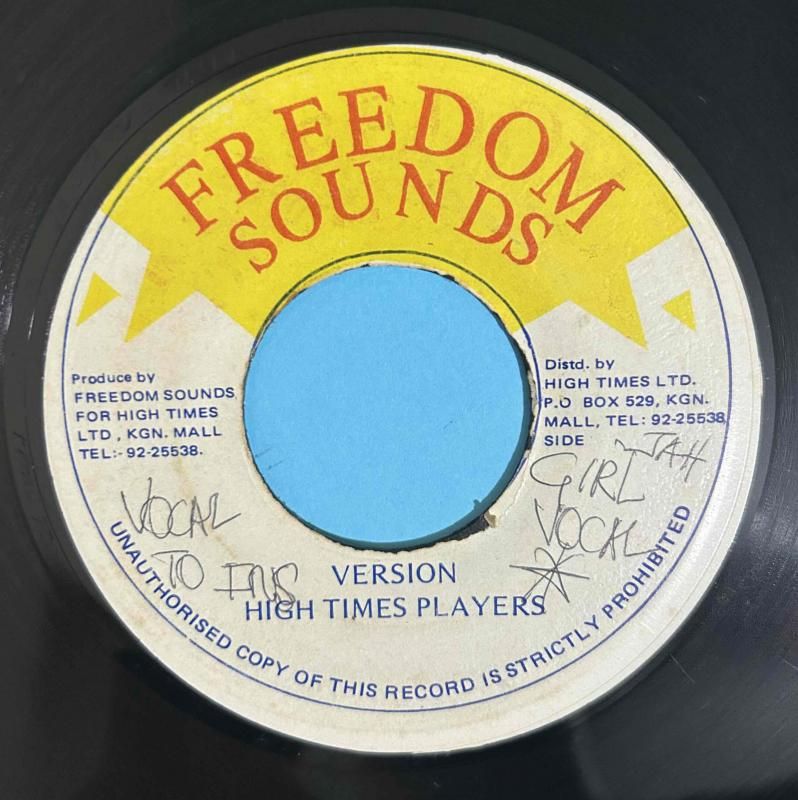 FREEDOM
SOUNDS
Produce by
FREEDOM SOUNDS
FOR HIGH TIMES
LTD , KGN. MALL
TEL:- 92-25538.
Distd. by
HIGH TIMES LTD.
P.O BOX 529, KGN.
MALL, TEL: 92-25538
SIDE
JAH
GIRL
VOCAL
VOCAL
TO
VERSION
HIGH TIMES PLAYERS
UNAUTHORISED COPY OF THIS RECORD IS STRICTLY PROHIBITED